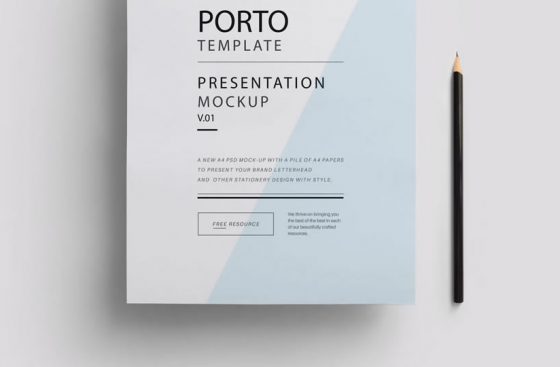 PORTO
TEMPLATE
PRESENTATION
MOCKUP
V.01
A NEW A4 PSD MOCK-UP WITH A PILE OF A4 PAPERS
TO PRESENT YOUR BRAND LETTERHEAD
AND OTHER STATIONERY DESIGN WITH STYLE.
FREE RESOURCE
We thrive on bringing you
the best of the best in each
of our beautifully crafted
resources.